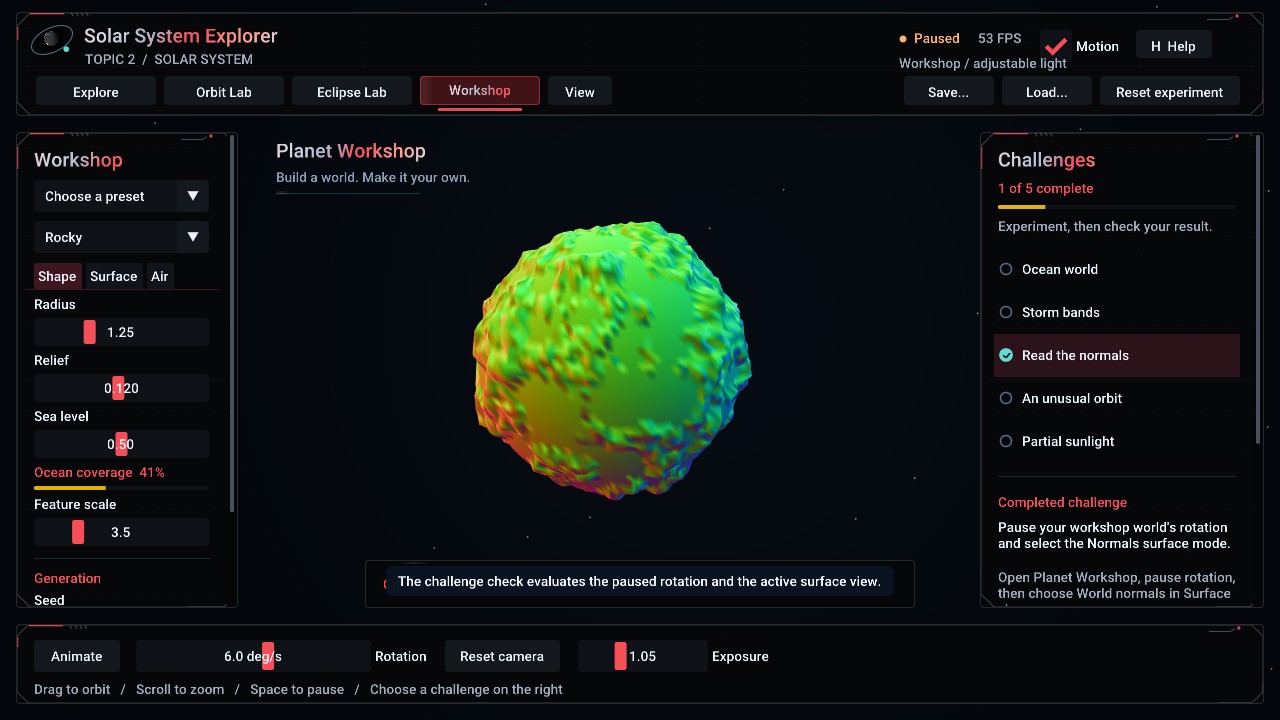 Solar System Explorer
TOPIC 2 / SOLAR SYSTEM
Paused 53 FPS
Motion
H Help
Workshop / adjustable light
Explore
Orbit Lab
Eclipse Lab
Workshop
View
Save...
Load...
Reset experiment
Workshop
Choose a preset
Rocky
Shape
Surface
Air
Radius
1.25
Relief
0.120
Sea level
0.50
Ocean coverage 41%
Feature scale
3.5
Generation
Seed
Planet Workshop
Build a world. Make it your own.
The challenge check evaluates the paused rotation and the active surface view.
Challenges
1 of 5 complete
Experiment, then check your result.
Ocean world
Storm bands
Read the normals
An unusual orbit
Partial sunlight
Completed challenge
Pause your workshop world's rotation
and select the Normals surface mode.
Open Planet Workshop, pause rotation,
then choose World normals in Surface
Animate
6.0 deg/s
Rotation
Reset camera
1.05
Exposure
Drag to orbit / Scroll to zoom / Space to pause / Choose a challenge on the right